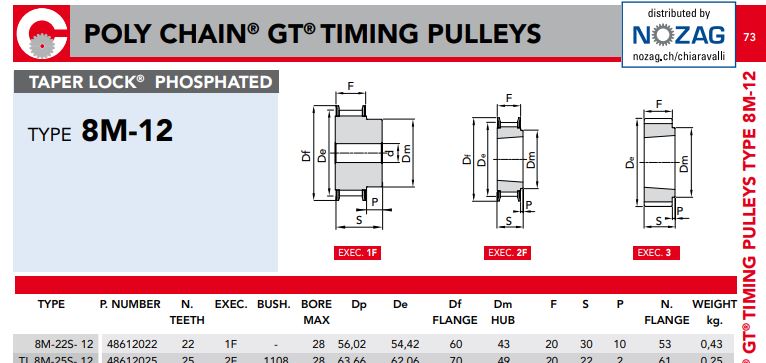 POLY CHAIN® GT® TIMING PULLEYS
distributed by
NOZAG
nozag.ch/chiaravalli
73
TAPER LOCK® PHOSPHATED
TYPE 8M-12
F
Df
De
d
Dm
P
S
EXEC. 1F
F
Df
De
Dm
P
S
EXEC. 2F
F
De
Dm
P
S
EXEC. 3
® GT® TIMING PULLEYS TYPE 8M-12
TYPE P. NUMBER N. TEETH EXEC. BUSH. BORE MAX Dp De Df FLANGE Dm HUB F S P N. FLANGE WEIGHT kg.
8M-22S- 12 48612022 22 1F - 28 56,02 54,42 60 43 20 30 10 53 0,43
TL 8M-25S- 12 48612025 25 2F 1108 28 63,66 62,06 70 49 20 22 2 61 0,25